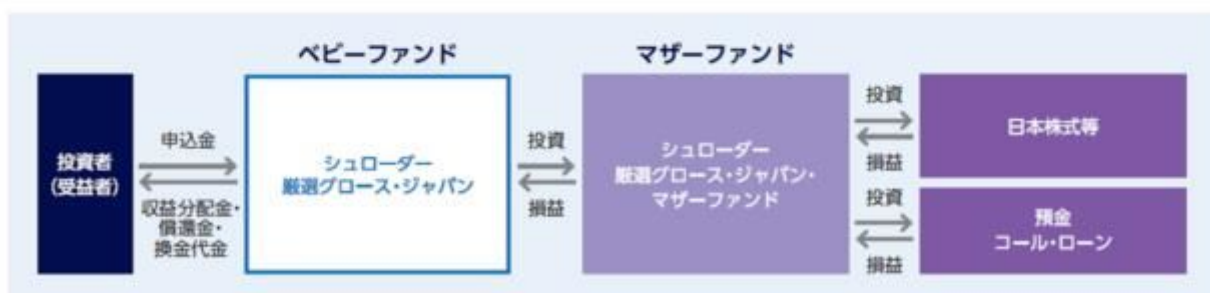 ベビーファンド
マザーファンド
投資者
(受益者)
申込金
収益分配金・
償還金・
換金代金
シュローダー
厳選グロース・ジャパン
投資
損益
シュローダー
厳選グロース・ジャパン・
マザーファンド
投資
損益
日本株式等
投資
損益
預金
コール・ローン